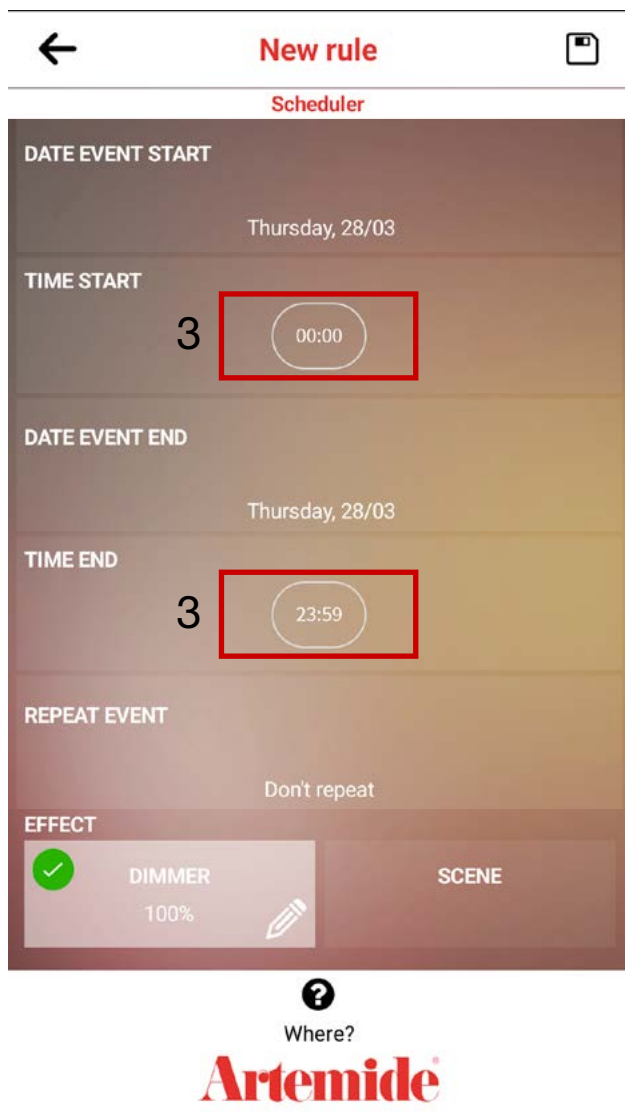 New rule
Scheduler
DATE EVENT START
Thursday, 28/03
TIME START
3
00:00
DATE EVENT END
Thursday, 28/03
TIME END
3
23:59
REPEAT EVENT
Don't repeat
EFFECT
DIMMER
SCENE
100%
?
Where?
Artemide®